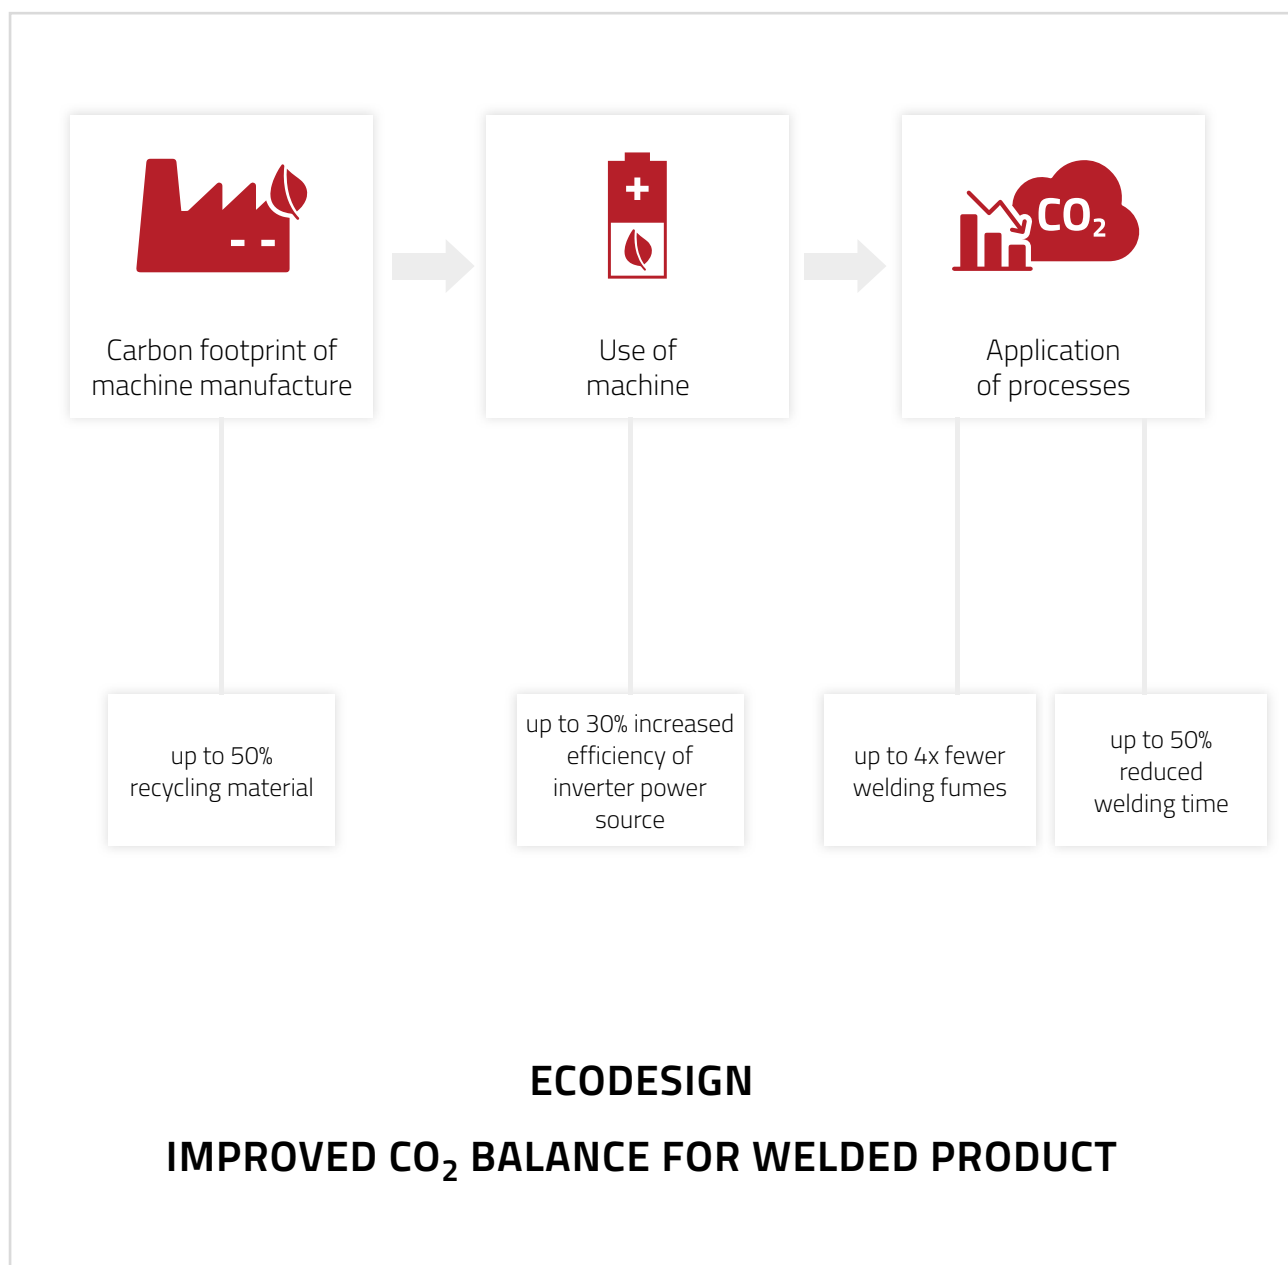 CO₂
Carbon footprint of
machine manufacture
Use of
machine
Application
of processes
up to 50%
recycling material
up to 30% increased
efficiency of
inverter power
source
up to 4x fewer
welding fumes
up to 50%
reduced
welding time
ECODESIGN
IMPROVED CO₂ BALANCE FOR WELDED PRODUCT